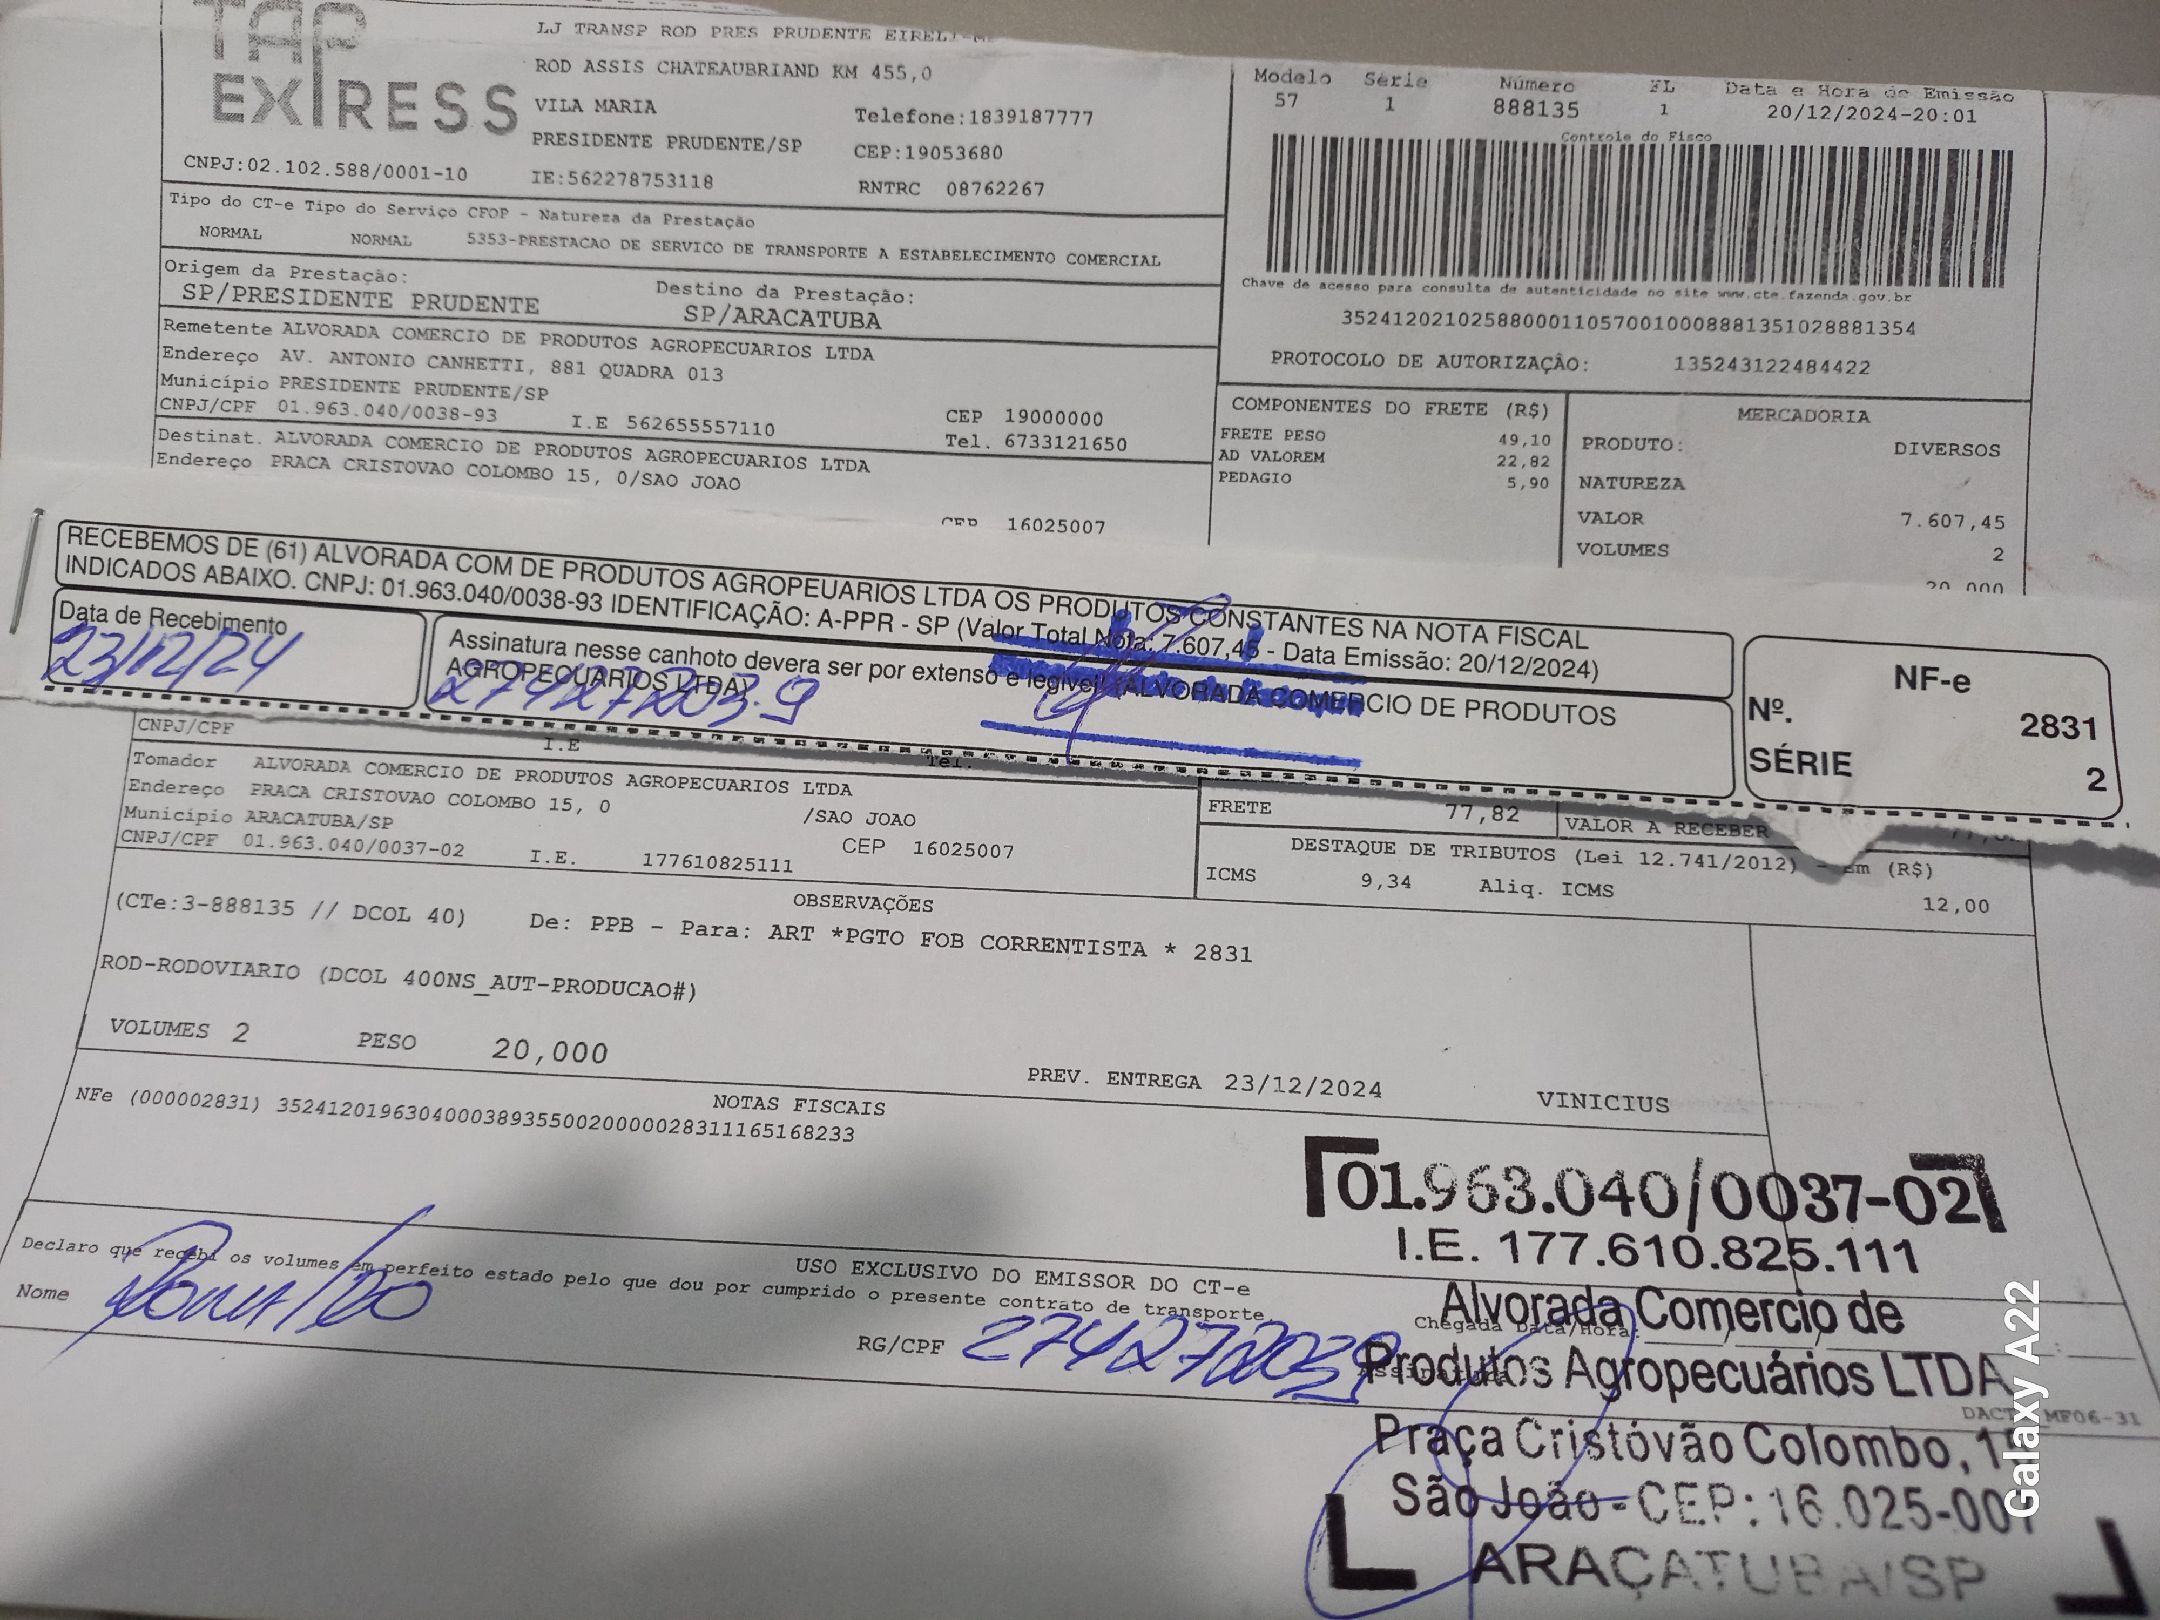 TAP
EXPRESS
LJ TRANSP ROD PRES PRUDENTE EIRELI-
ROD ASSIS CHATEAUBRIAND KM 455,0
VILA MARIA
Telefone:1839187777
PRESIDENTE PRUDENTE/SP
CEP:19053680
CNPJ:02.102.588/0001-10
IE:562278753118
RNTRC 08762267
Modelo Série Número FL Data e Hora de Emissão
57 1 888135 1 20/12/2024-20:01
Controle do Fisco
Chave de acesso para consulta de autenticidade no site www.cte.fazenda.gov.br
35241202102588000110570010008881351028881354
PROTOCOLO DE AUTORIZAÇÂO: 135243122484422
Tipo do CT-e Tipo do Serviço CFOP - Natureza da Prestação
NORMAL NORMAL 5353-PRESTACAO DE SERVICO DE TRANSPORTE A ESTABELECIMENTO COMERCIAL
Origem da Prestação:
SP/PRESIDENTE PRUDENTE
Destino da Prestação:
SP/ARACATUBA
Remetente ALVORADA COMERCIO DE PRODUTOS AGROPECUARIOS LTDA
Endereço AV. ANTONIO CANHETTI, 881 QUADRA 013
Município PRESIDENTE PRUDENTE/SP
CEP 19000000
CNPJ/CPF 01.963.040/0038-93 I.E 562655557110 Tel. 6733121650
Destinat. ALVORADA COMERCIO DE PRODUTOS AGROPECUARIOS LTDA
Endereço PRACA CRISTOVAO COLOMBO 15, 0/SAO JOAO
CEP 16025007
COMPONENTES DO FRETE (R$)
FRETE PESO 49,10
AD VALOREM 22,82
PEDAGIO 5,90
MERCADORIA
PRODUTO: DIVERSOS
NATUREZA
VALOR 7.607,45
VOLUMES 2
20,000
RECEBEMOS DE (61) ALVORADA COM DE PRODUTOS AGROPEUARIOS LTDA OS PRODUTOS CONSTANTES NA NOTA FISCAL
INDICADOS ABAIXO. CNPJ: 01.963.040/0038-93 IDENTIFICAÇÃO: A-PPR - SP (Valor Total Nota: 7.607,45 - Data Emissão: 20/12/2024)
Data de Recebimento
23/12/24
Assinatura nesse canhoto devera ser por extenso e legivel! (ALVORADA COMERCIO DE PRODUTOS
AGROPECUARIOS LTDA)
27427203.9
NF-e
Nº. 2831
SÉRIE 2
CNPJ/CPF I.E Tel.
Tomador ALVORADA COMERCIO DE PRODUTOS AGROPECUARIOS LTDA
Endereço PRACA CRISTOVAO COLOMBO 15, 0 /SAO JOAO
Município ARACATUBA/SP
CEP 16025007
CNPJ/CPF 01.963.040/0037-02 I.E. 177610825111
FRETE 77,82
VALOR A RECEBER
DESTAQUE DE TRIBUTOS (Lei 12.741/2012) - Em (R$)
ICMS 9,34 Aliq. ICMS 12,00
OBSERVAÇÕES
(CTe:3-888135 // DCOL 40) De: PPB - Para: ART *PGTO FOB CORRENTISTA * 2831
ROD-RODOVIARIO (DCOL 400NS_AUT-PRODUCAO#)
VOLUMES 2 PESO 20,000
PREV. ENTREGA 23/12/2024 VINICIUS
NOTAS FISCAIS
NFe (000002831) 35241201963040003893550020000028311165168233
01.963.040/0037-02
I.E. 177.610.825.111
Alvorada Comercio de
Produtos Agropecuários LTDA
Praça Cristóvão Colombo, 15
São João - CEP: 16.025-007
ARAÇATUBA/SP
USO EXCLUSIVO DO EMISSOR DO CT-e
Declaro que recebi os volumes em perfeito estado pelo que dou por cumprido o presente contrato de transporte
Nome
RG/CPF 274272039
Chegada Data/Hora:
Assinatura
DACTE MF06-31
Galaxy A22